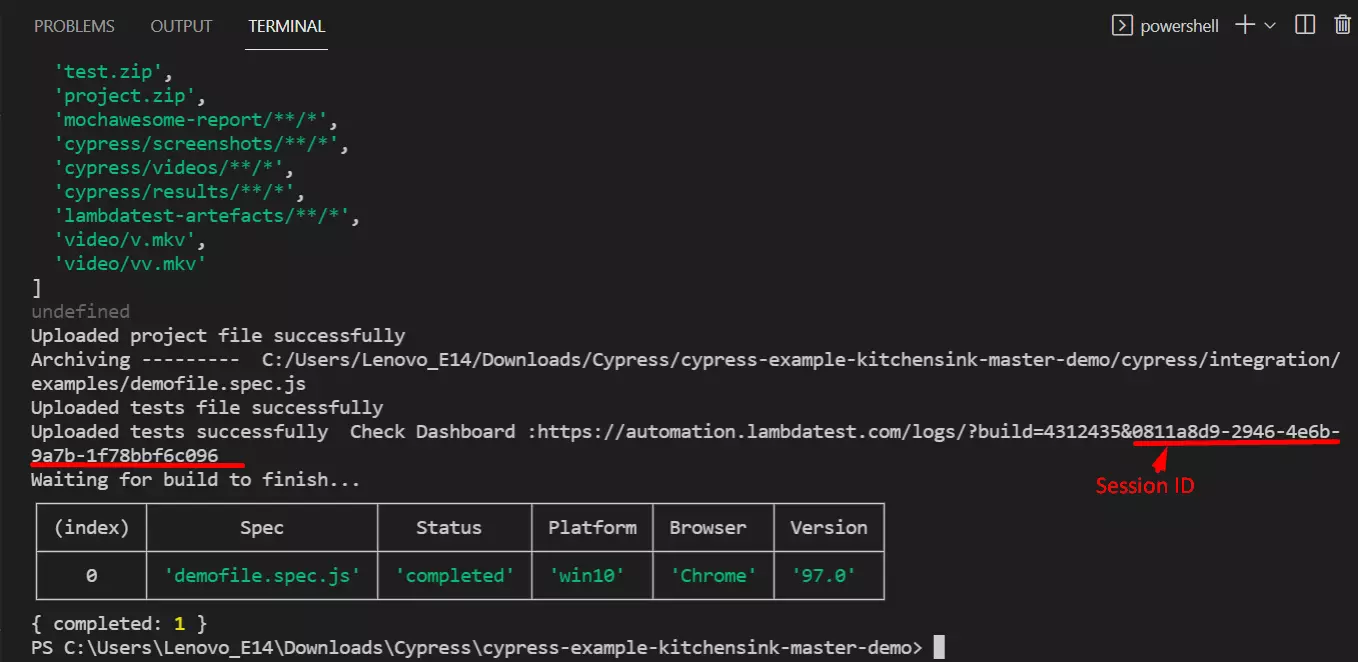 PROBLEMS OUTPUT TERMINAL powershell
'test.zip',
'project.zip',
'mochawesome-report/**/*',
'cypress/screenshots/**/*',
'cypress/videos/**/*',
'cypress/results/**/*',
'lambdatest-artefacts/**/*',
'video/v.mkv',
'video/vv.mkv'
]
undefined
Uploaded project file successfully
Archiving --------- C:/Users/Lenovo_E14/Downloads/Cypress/cypress-example-kitchensink-master-demo/cypress/integration/
examples/demofile.spec.js
Uploaded tests file successfully
Uploaded tests successfully Check Dashboard :https://automation.lambdatest.com/logs/?build=4312435&0811a8d9-2946-4e6b-
9a7b-1f78bbf6c096
Waiting for build to finish...
Session ID
(index) Spec Status Platform Browser Version
0 'demofile.spec.js' 'completed' 'win10' 'Chrome' '97.0'
{ completed: 1 }
PS C:\Users\Lenovo_E14\Downloads\Cypress\cypress-example-kitchensink-master-demo>